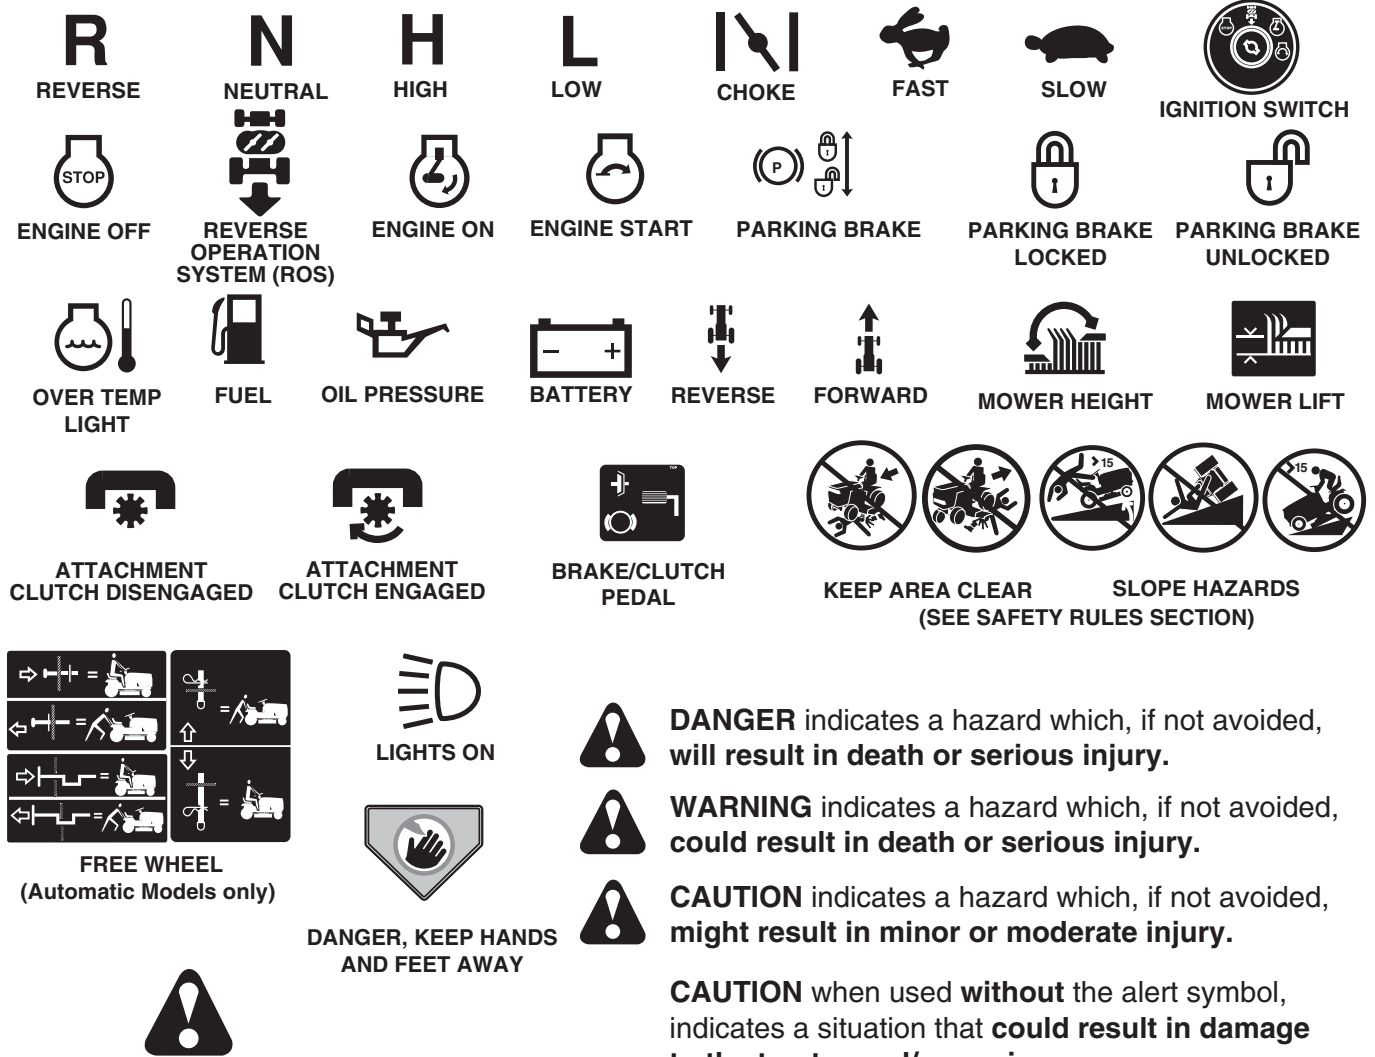 R
N
H
L
REVERSE
NEUTRAL
HIGH
LOW
CHOKE
FAST
SLOW
IGNITION SWITCH
STOP
STOP
P
ENGINE OFF
REVERSE
OPERATION
SYSTEM (ROS)
ENGINE ON
ENGINE START
PARKING BRAKE
PARKING BRAKE
LOCKED
PARKING BRAKE
UNLOCKED
OVER TEMP
LIGHT
FUEL
OIL PRESSURE
BATTERY
REVERSE
FORWARD
MOWER HEIGHT
MOWER LIFT
TOP
>15
>15
ATTACHMENT
CLUTCH DISENGAGED
ATTACHMENT
CLUTCH ENGAGED
BRAKE/CLUTCH
PEDAL
KEEP AREA CLEAR
SLOPE HAZARDS
(SEE SAFETY RULES SECTION)
FREE WHEEL
(Automatic Models only)
LIGHTS ON
DANGER, KEEP HANDS
AND FEET AWAY
DANGER indicates a hazard which, if not avoided,
will result in death or serious injury.
WARNING indicates a hazard which, if not avoided,
could result in death or serious injury.
CAUTION indicates a hazard which, if not avoided,
might result in minor or moderate injury.
CAUTION when used without the alert symbol,
indicates a situation that could result in damage